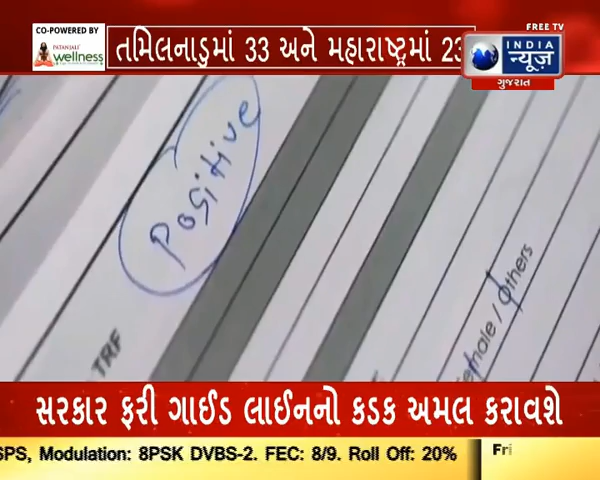 CO-POWERED BY
PATANJALI
wellness
તમિલનાડુમાં 33 અને મહારાષ્ટ્રમાં 23
FREE TV
INDIA
ન્યૂઝ
ગુજરાત
Positive
TRF
/ Others
સરકાર ફરી ગાઈડ લાઈનનો કડક અમલ કરાવશે
SPS, Modulation: 8PSK DVBS-2. FEC: 8/9. Roll Off: 20%
Fri